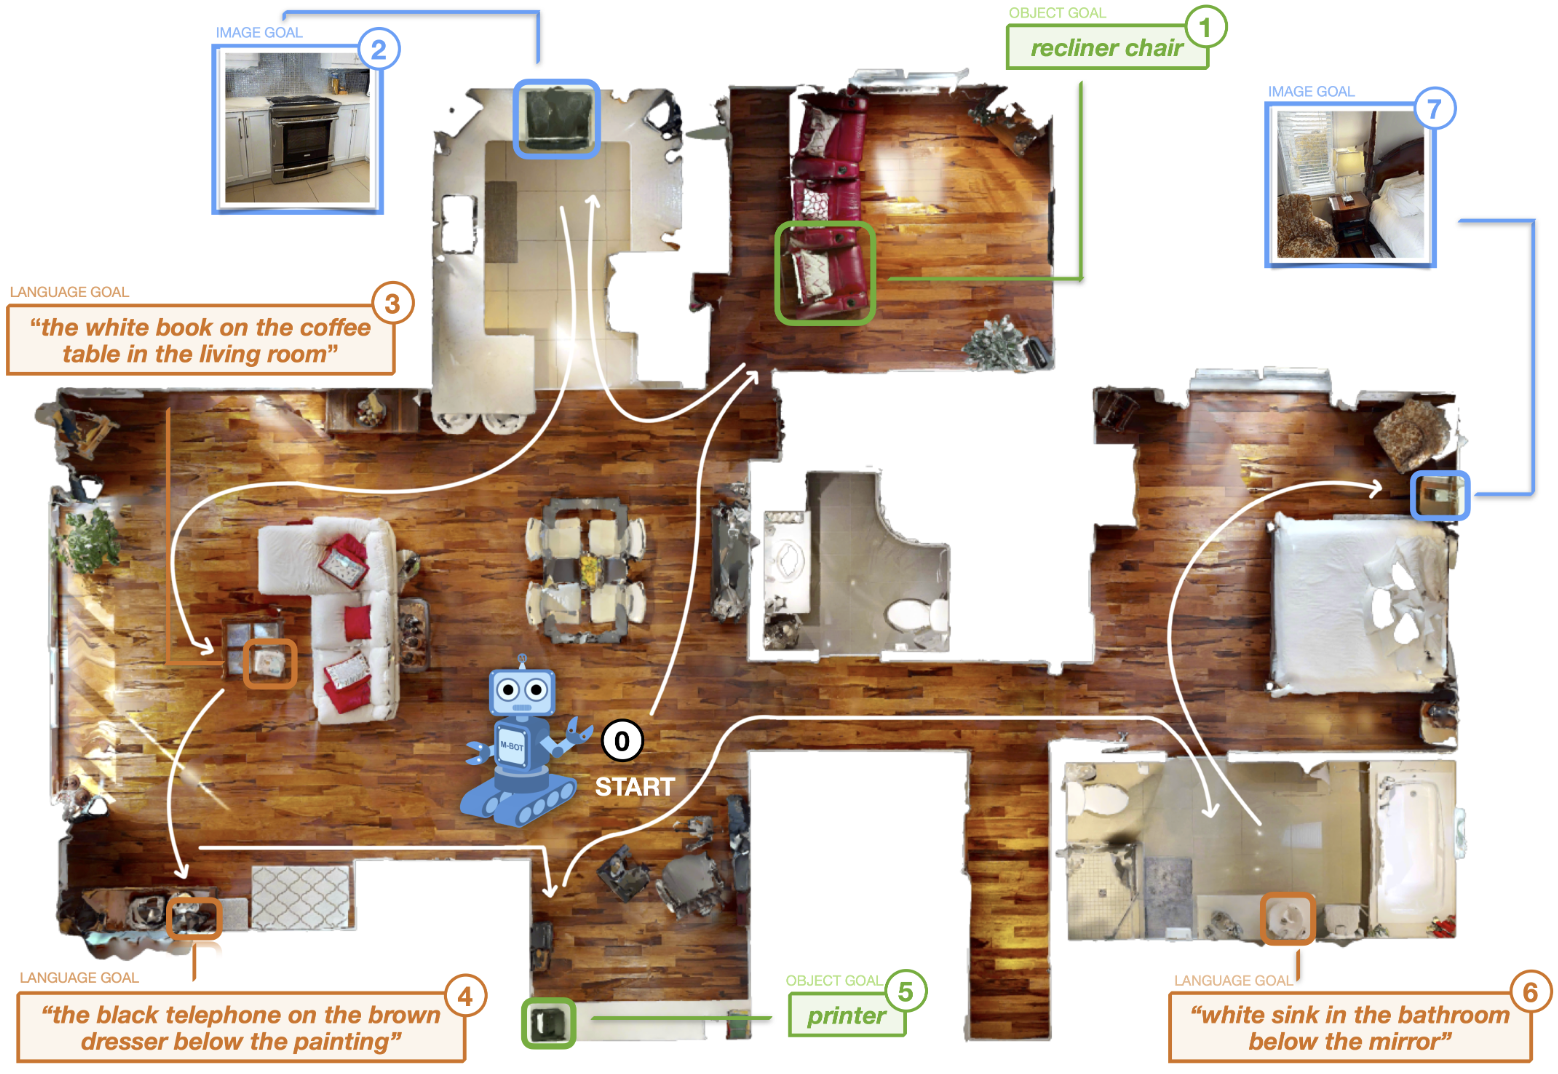 IMAGE GOAL
2
OBJECT GOAL
1
recliner chair
IMAGE GOAL
7
LANGUAGE GOAL
3
“the white book on the coffee
table in the living room”
M-BOT
0
START
LANGUAGE GOAL
4
“the black telephone on the brown
dresser below the painting”
OBJECT GOAL
5
printer
LANGUAGE GOAL
6
“white sink in the bathroom
below the mirror”